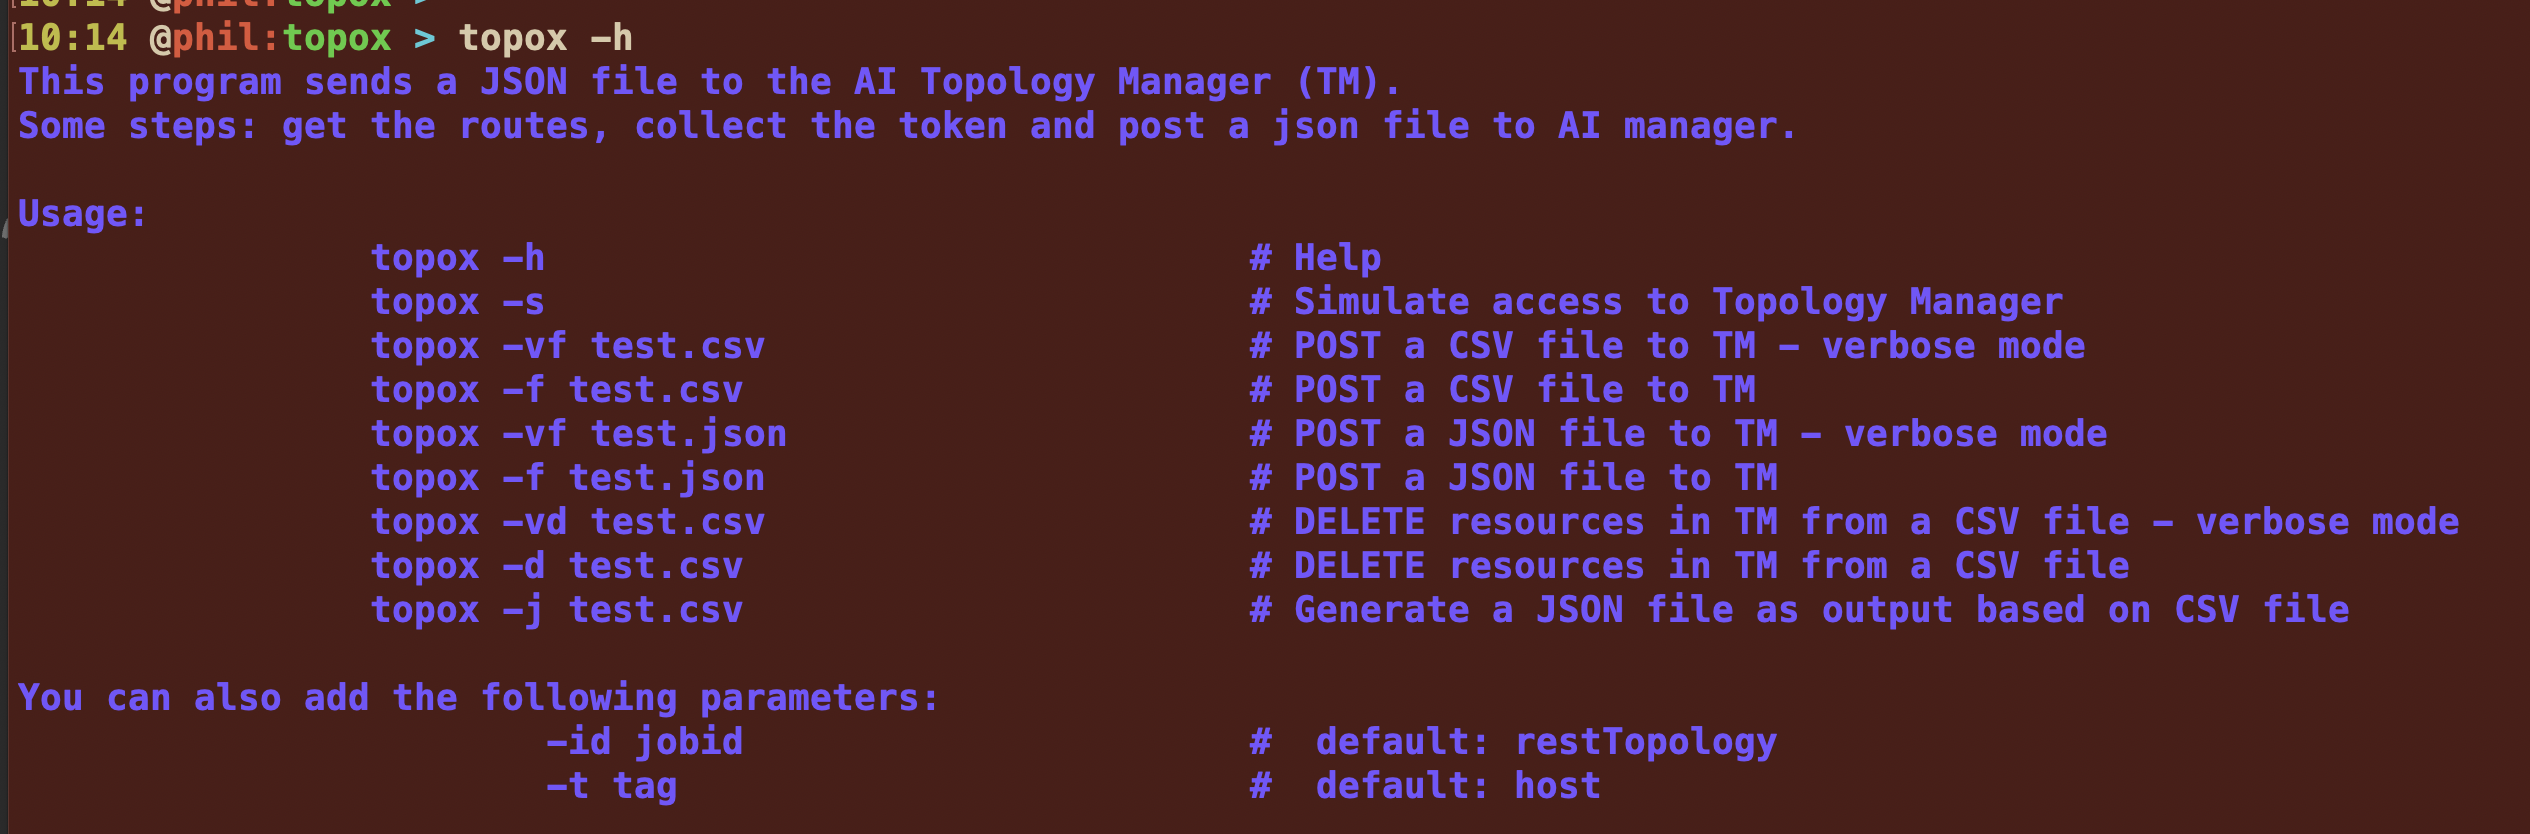 10:14 @phil:topox >
10:14 @phil:topox > topox -h
This program sends a JSON file to the AI Topology Manager (TM).
Some steps: get the routes, collect the token and post a json file to AI manager.
Usage:
topox -h # Help
topox -s # Simulate access to Topology Manager
topox -vf test.csv # POST a CSV file to TM - verbose mode
topox -f test.csv # POST a CSV file to TM
topox -vf test.json # POST a JSON file to TM - verbose mode
topox -f test.json # POST a JSON file to TM
topox -vd test.csv # DELETE resources in TM from a CSV file - verbose mode
topox -d test.csv # DELETE resources in TM from a CSV file
topox -j test.csv # Generate a JSON file as output based on CSV file
You can also add the following parameters:
-id jobid # default: restTopology
-t tag # default: host